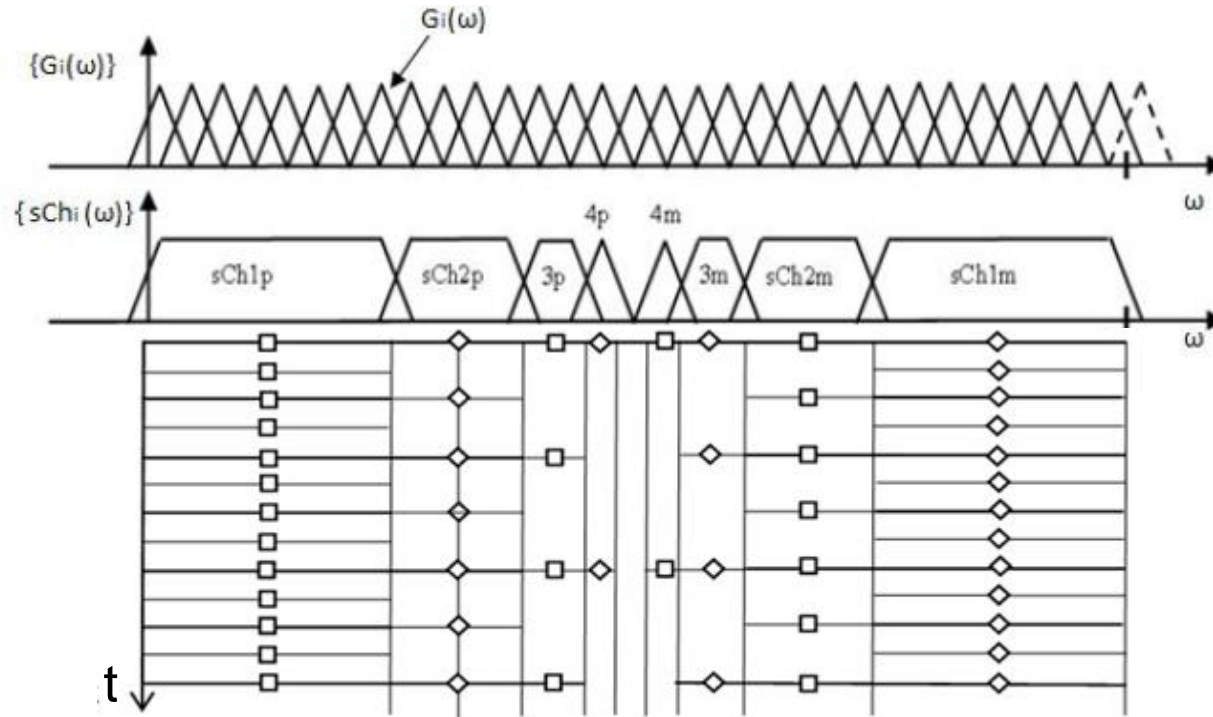 Gi(ω)
{Gi(ω)}
ω
{ sChi (ω)}
4p 4m
sCh1p sCh2p 3p 3m sCh2m sCh1m
ω
t